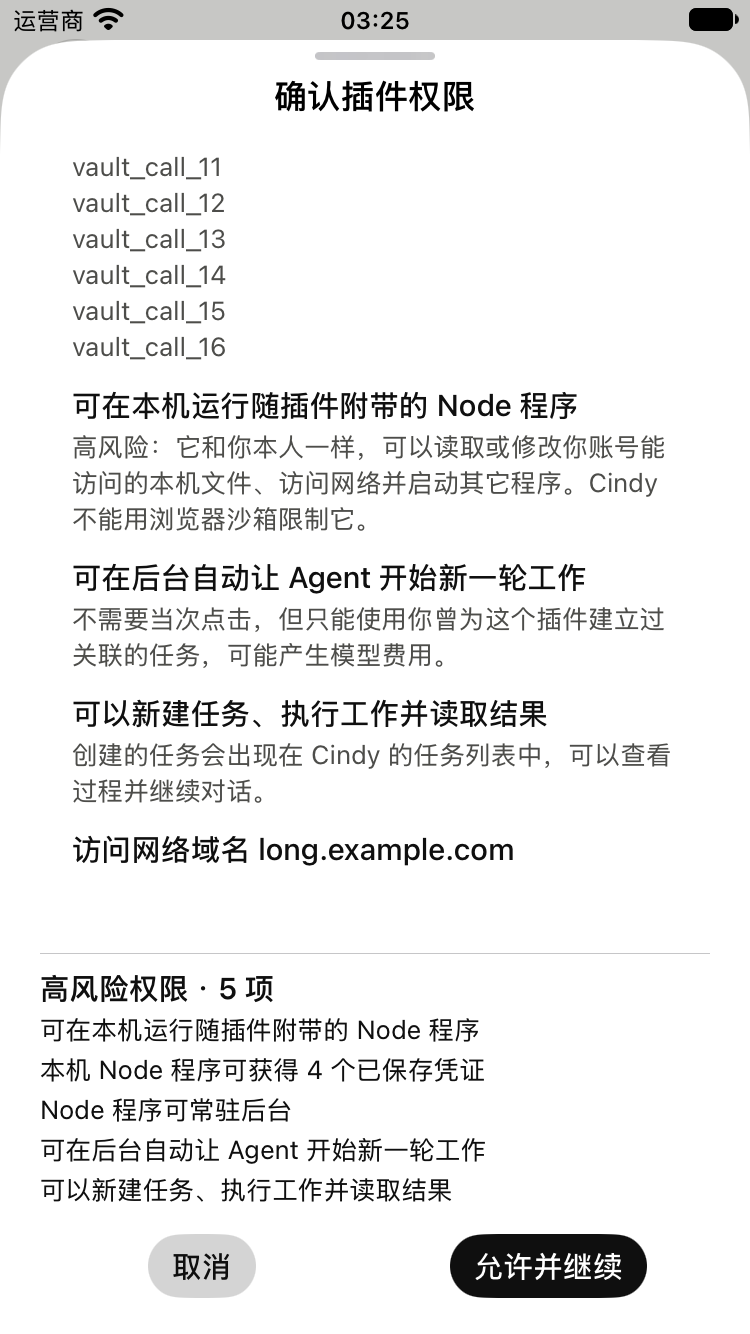 运营商
03:25
确认插件权限
vault_call_11
vault_call_12
vault_call_13
vault_call_14
vault_call_15
vault_call_16
可在本机运行随插件附带的 Node 程序
高风险：它和你本人一样，可以读取或修改你账号能
访问的本机文件、访问网络并启动其它程序。Cindy
不能用浏览器沙箱限制它。
可在后台自动让 Agent 开始新一轮工作
不需要当次点击，但只能使用你曾为这个插件建立过
关联的任务，可能产生模型费用。
可以新建任务、执行工作并读取结果
创建的任务会出现在 Cindy 的任务列表中，可以查看
过程并继续对话。
访问网络域名 long.example.com
高风险权限 · 5 项
可在本机运行随插件附带的 Node 程序
本机 Node 程序可获得 4 个已保存凭证
Node 程序可常驻后台
可在后台自动让 Agent 开始新一轮工作
可以新建任务、执行工作并读取结果
取消
允许并继续